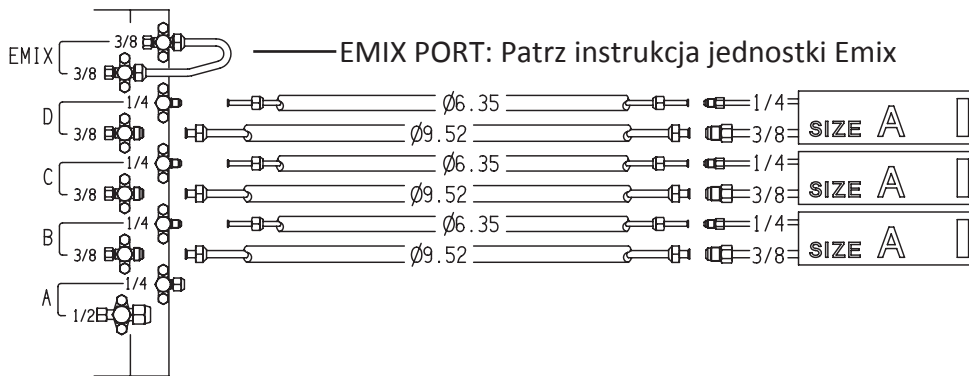 3/8
EMIX
EMIX PORT: Patrz instrukcja jednostki Emix
3/8
1/4 Ø6.35 1/4
D
3/8 Ø9.52 3/8 SIZE A
1/4 Ø6.35 1/4
C
3/8 Ø9.52 3/8 SIZE A
1/4 Ø6.35 1/4
B
3/8 Ø9.52 3/8 SIZE A
1/4
A
1/2